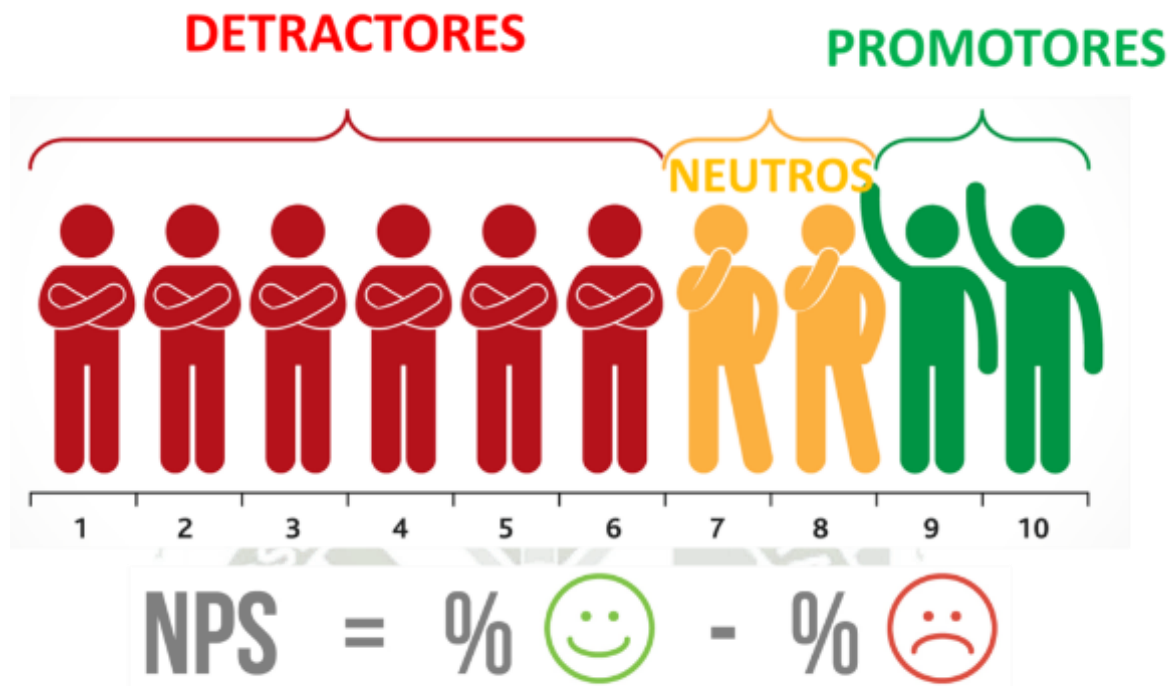 DETRACTORES
PROMOTORES
NEUTROS
1 2 3 4 5 6 7 8 9 10
NPS = % - %